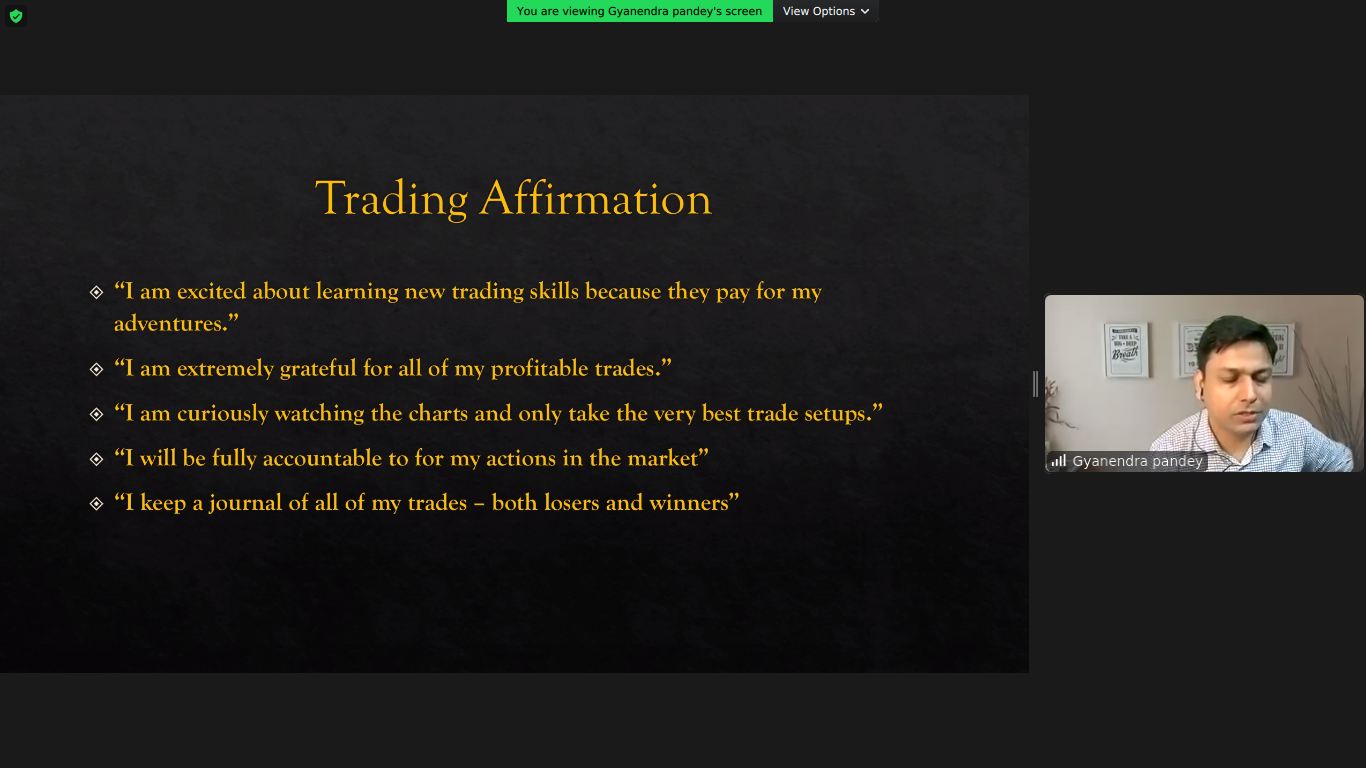 You are viewing Gyanendra pandey's screen
View Options
Trading Affirmation
“I am excited about learning new trading skills because they pay for my
adventures.”
“I am extremely grateful for all of my profitable trades.”
“I am curiously watching the charts and only take the very best trade setups.”
“I will be fully accountable to for my actions in the market”
“I keep a journal of all of my trades – both losers and winners”
TAKE A
BIG • DEEP
Breath
Gyanendra pandey